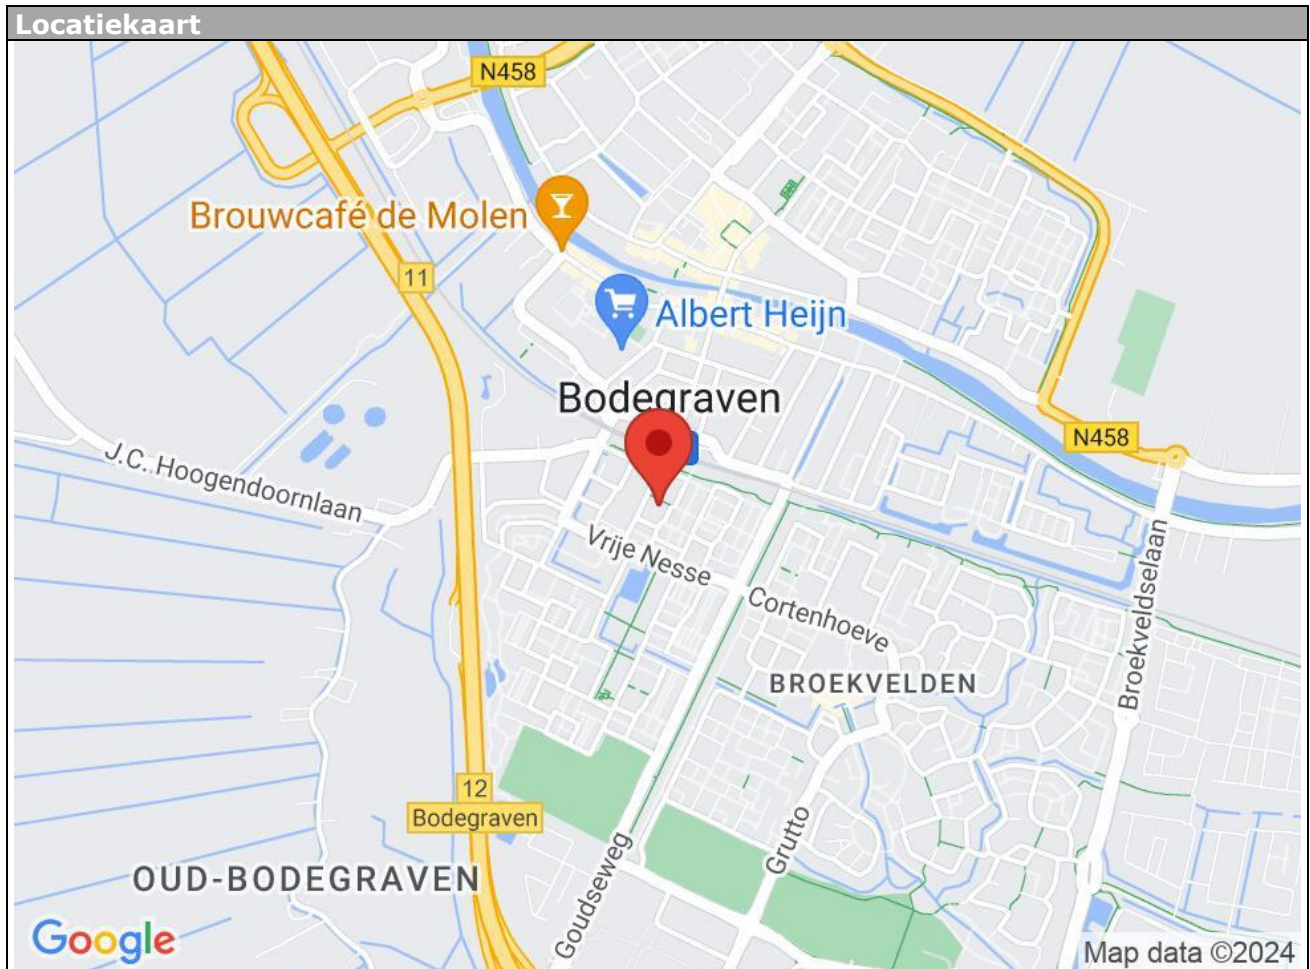 Locatiekaart
N458
Brouwcafé de Molen
11
Albert Heijn
Bodegraven
N458
J.C. Hoogendoornlaan
Vrije Nesse
Cortenhoeve
Broekveldselaan
BROEKVELDEN
12
Bodegraven
Grutto
OUD-BODEGRAVEN
Goudseweg
Google
Map data ©2024